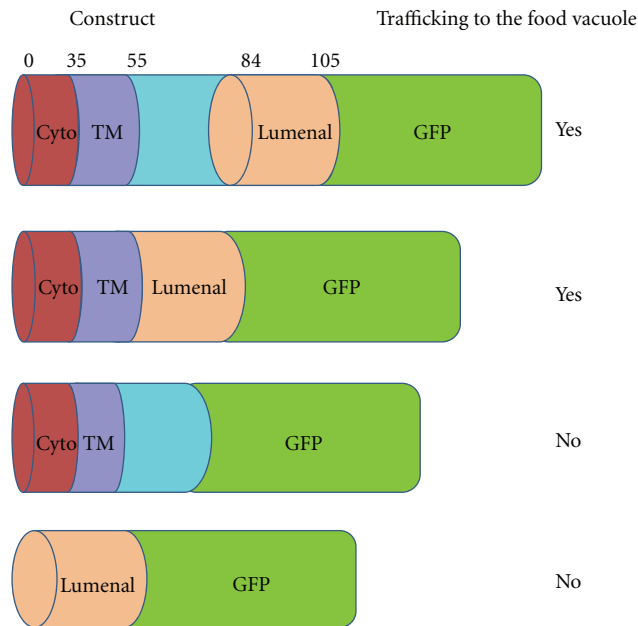 Construct Trafficking to the food vacuole
0 35 55 84 105
Cyto TM Lumenal GFP Yes
Cyto TM Lumenal GFP Yes
Cyto TM GFP No
Lumenal GFP No